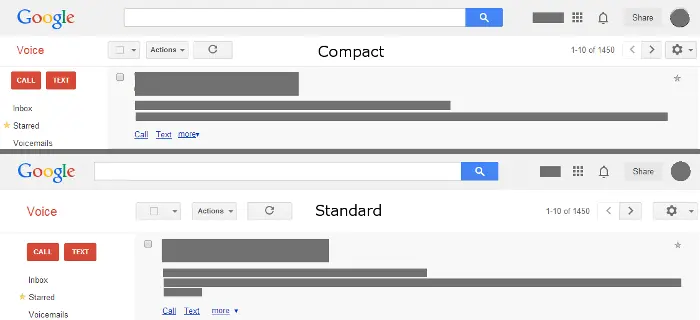 Google Share
Voice Actions Compact 1-10 of 1450
CALL TEXT
Inbox
Starred
Voicemails
Call Text more
Google Share
Voice Actions Standard 1-10 of 1450
CALL TEXT
Inbox
Starred
Voicemails
Call Text more